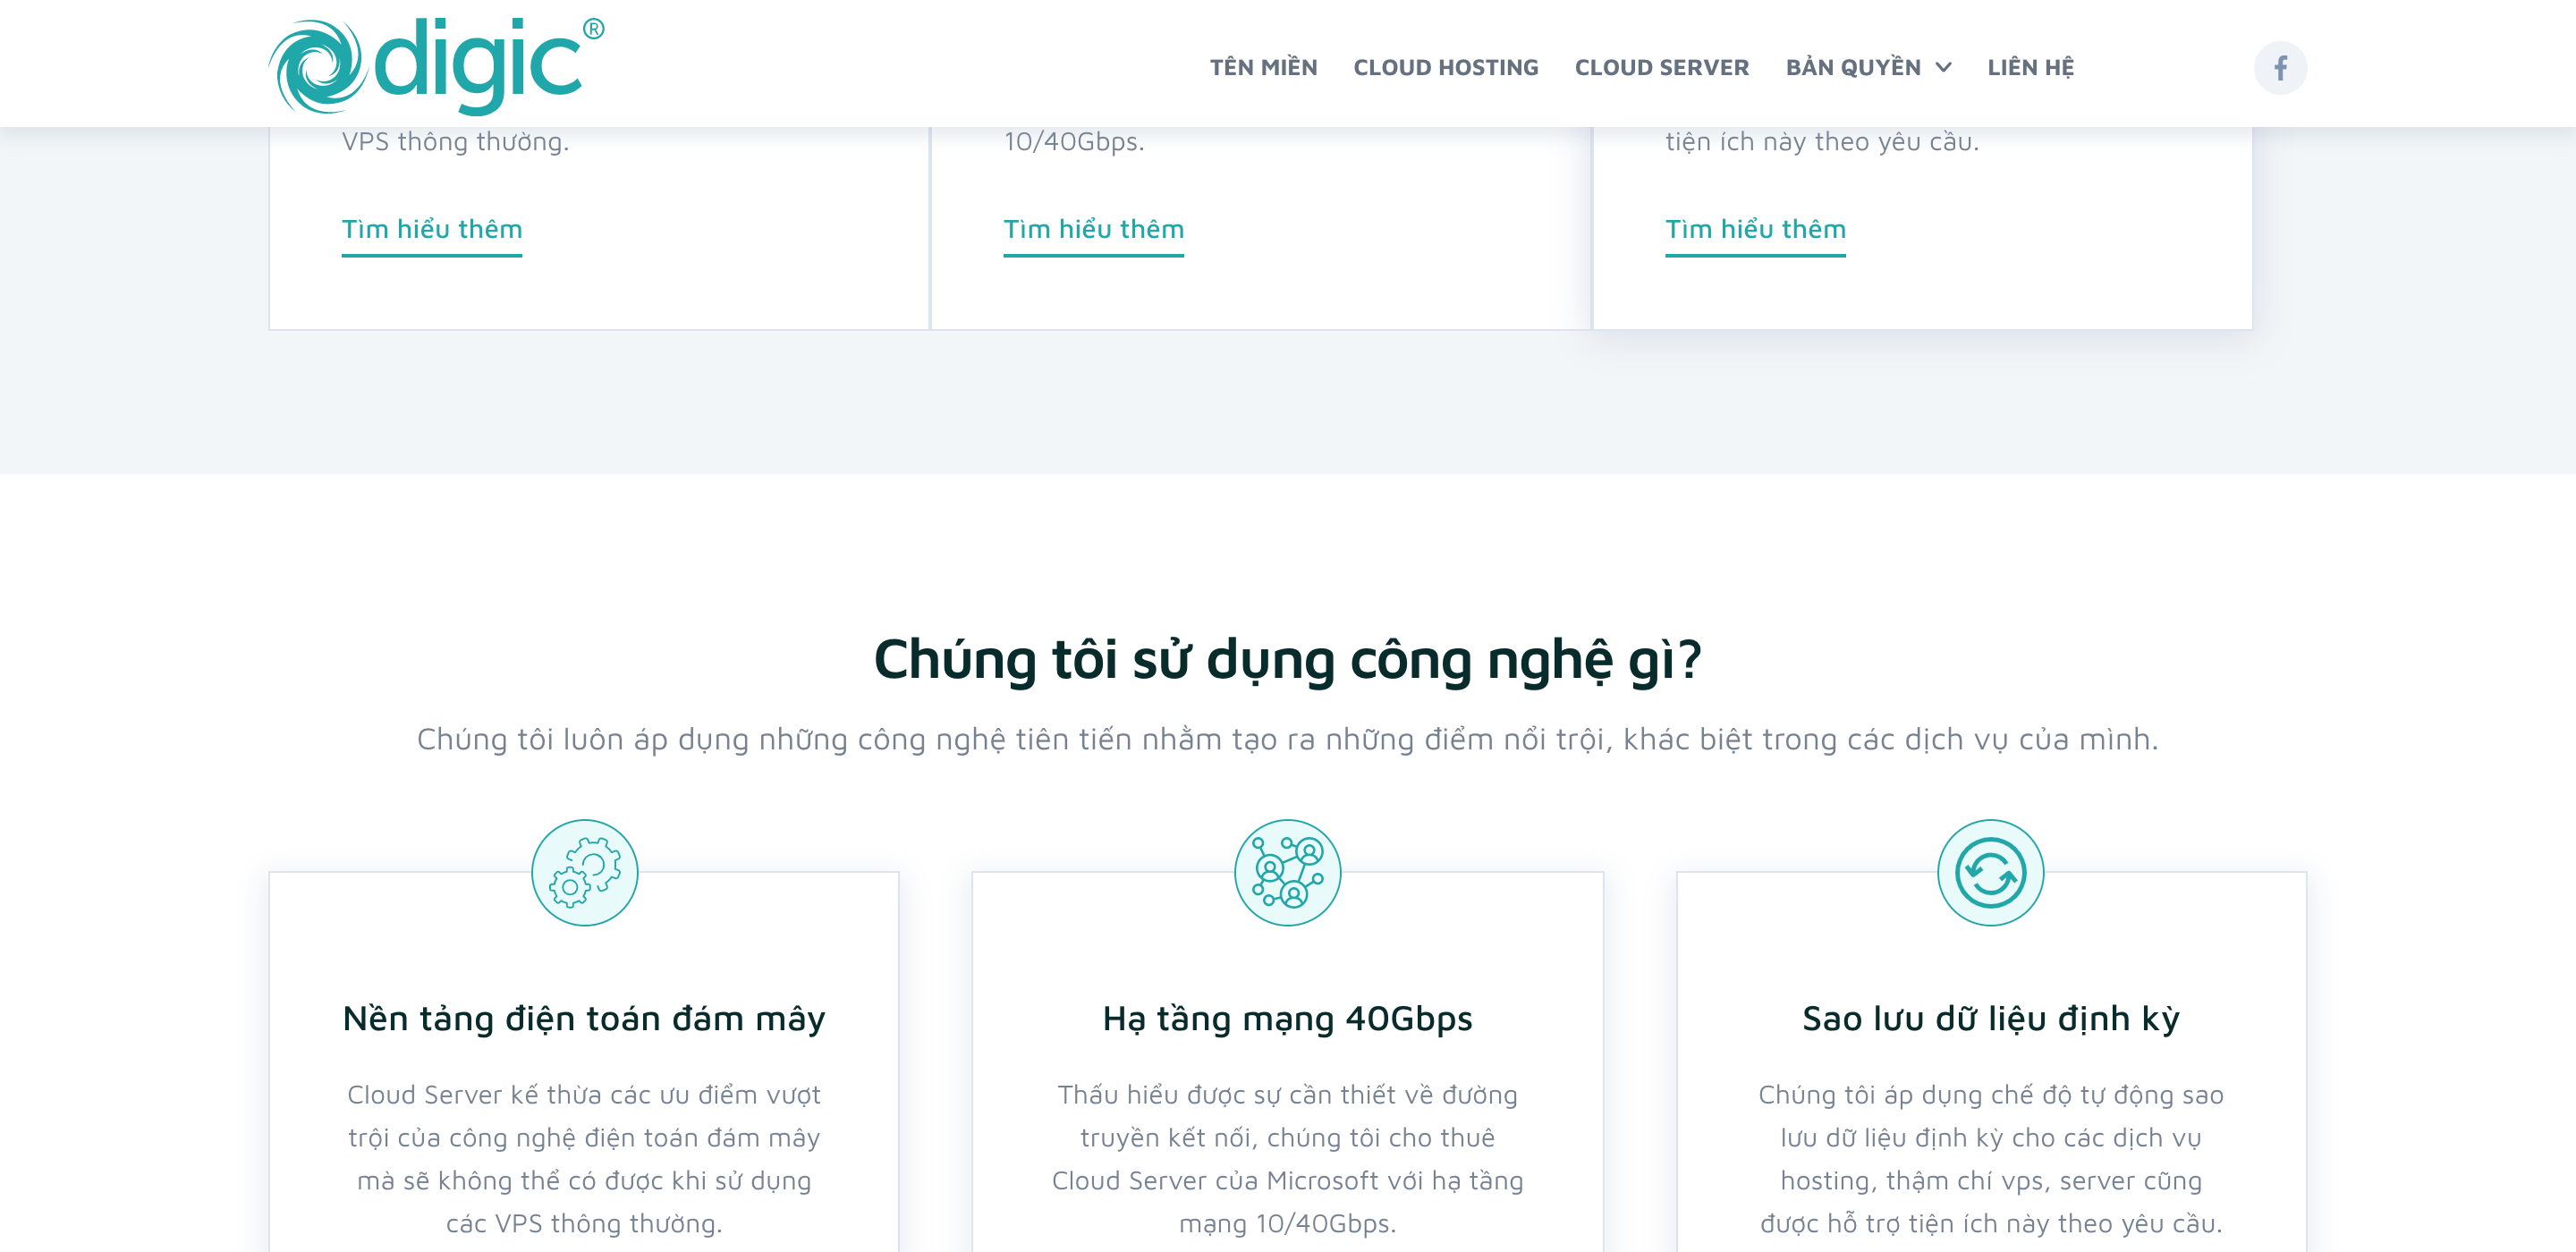 digic®
TÊN MIỀN CLOUD HOSTING CLOUD SERVER BẢN QUYỀN LIÊN HỆ
VPS thông thường.
10/40Gbps.
tiện ích này theo yêu cầu.
Tìm hiểu thêm
Tìm hiểu thêm
Tìm hiểu thêm
Chúng tôi sử dụng công nghệ gì?
Chúng tôi luôn áp dụng những công nghệ tiên tiến nhằm tạo ra những điểm nổi trội, khác biệt trong các dịch vụ của mình.
Nền tảng điện toán đám mây
Cloud Server kế thừa các ưu điểm vượt
trội của công nghệ điện toán đám mây
mà sẽ không thể có được khi sử dụng
các VPS thông thường.
Hạ tầng mạng 40Gbps
Thấu hiểu được sự cần thiết về đường
truyền kết nối, chúng tôi cho thuê
Cloud Server của Microsoft với hạ tầng
mạng 10/40Gbps.
Sao lưu dữ liệu định kỳ
Chúng tôi áp dụng chế độ tự động sao
lưu dữ liệu định kỳ cho các dịch vụ
hosting, thậm chí vps, server cũng
được hỗ trợ tiện ích này theo yêu cầu.